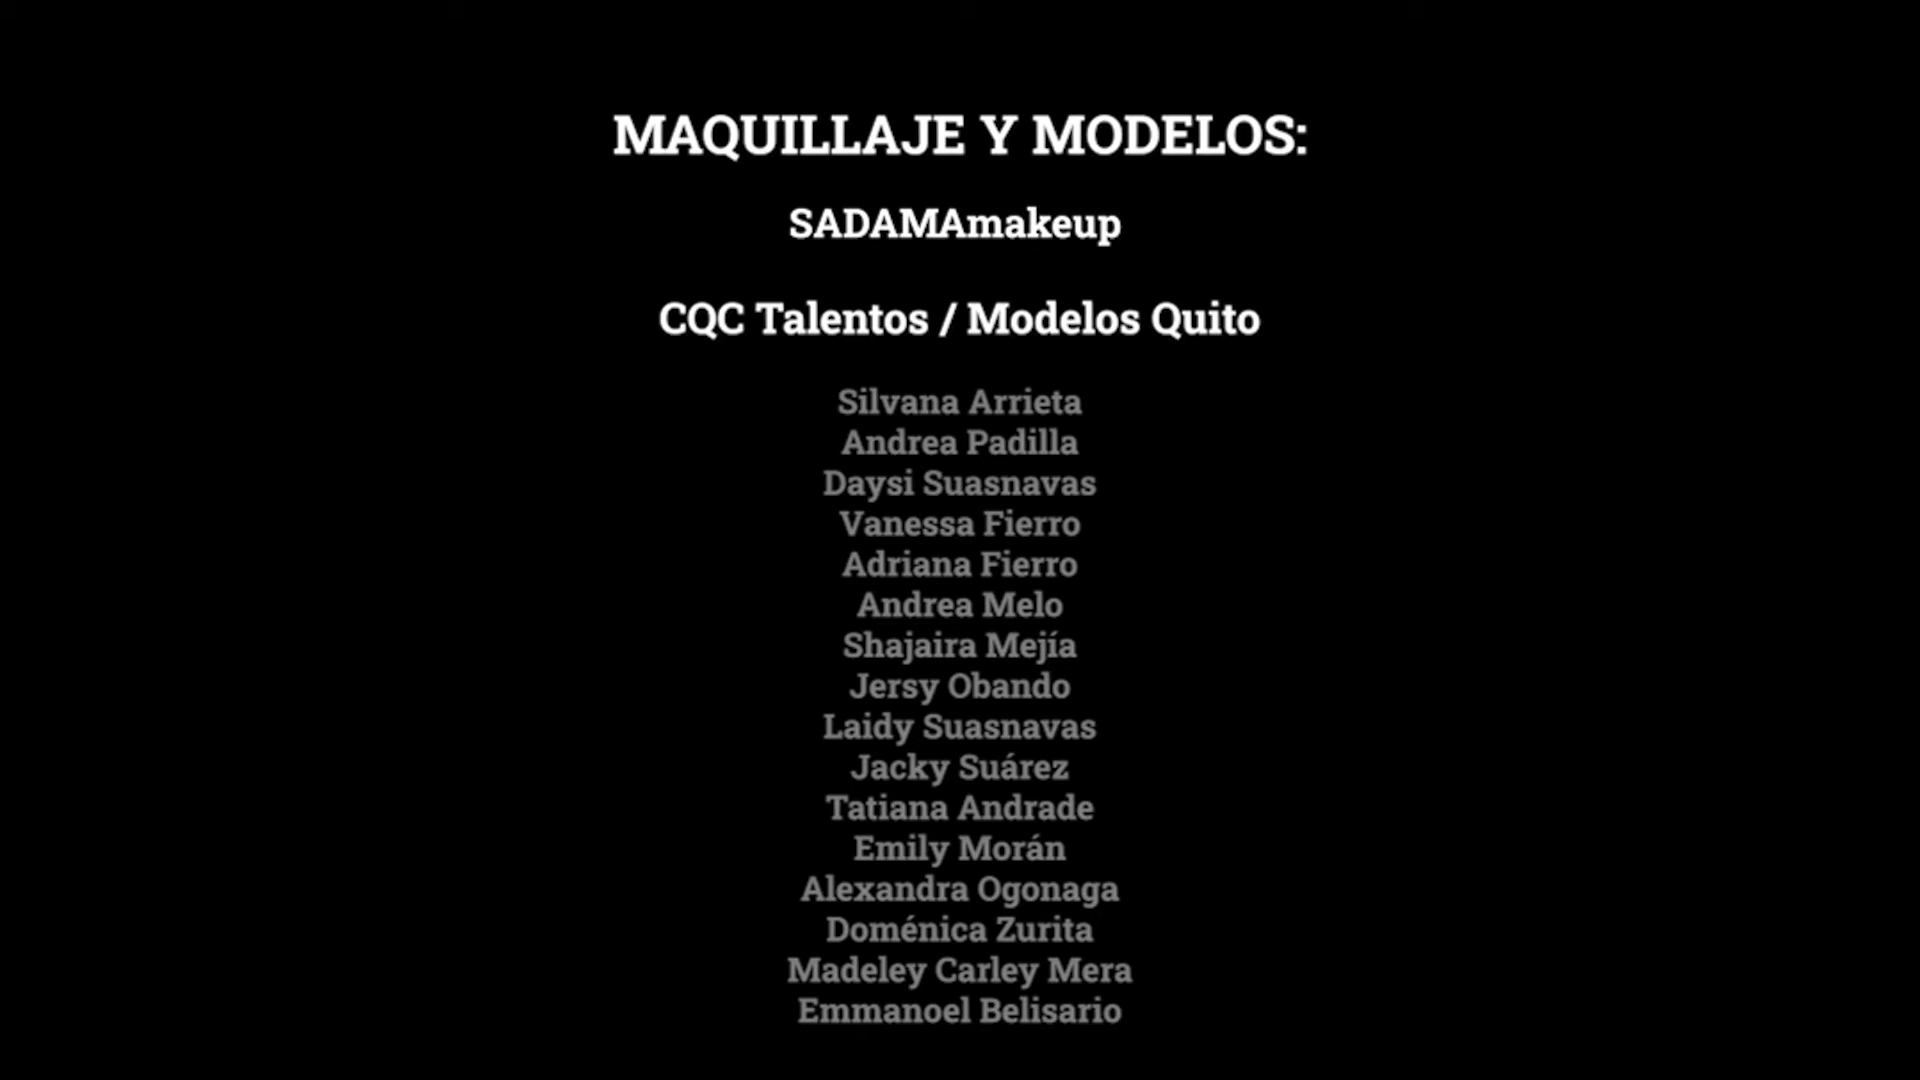 MAQUILLAJE Y MODELOS:
SADAMAmakeup
CQC Talentos / Modelos Quito
Silvana Arrieta
Andrea Padilla
Daysi Suasnavas
Vanessa Fierro
Adriana Fierro
Andrea Melo
Shajaira Mejía
Jersy Obando
Laidy Suasnavas
Jacky Suárez
Tatiana Andrade
Emily Morán
Alexandra Ogonaga
Doménica Zurita
Madeley Carley Mera
Emmanoel Belisario